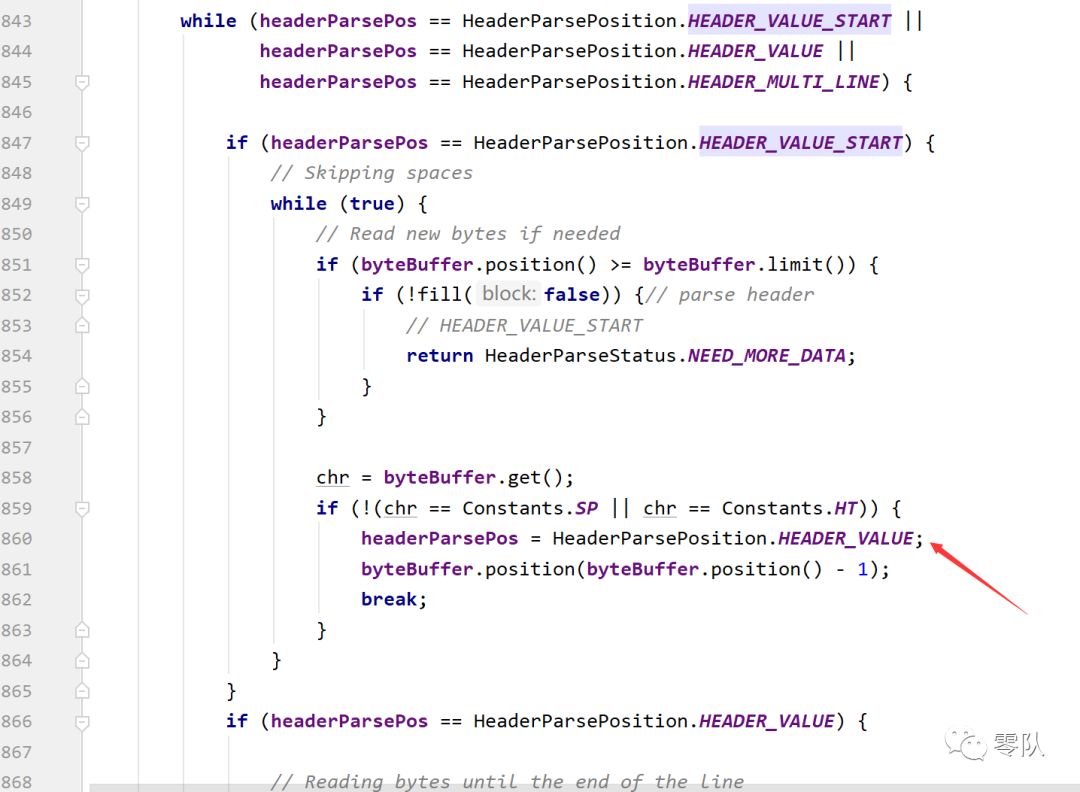 843 while (headerParsePos == HeaderParsePosition.HEADER_VALUE_START ||
844 headerParsePos == HeaderParsePosition.HEADER_VALUE ||
845 headerParsePos == HeaderParsePosition.HEADER_MULTI_LINE) {
846
847 if (headerParsePos == HeaderParsePosition.HEADER_VALUE_START) {
848 // Skipping spaces
849 while (true) {
850 // Read new bytes if needed
851 if (byteBuffer.position() >= byteBuffer.limit()) {
852 if (!fill( block: false)) {// parse header
853 // HEADER_VALUE_START
854 return HeaderParseStatus.NEED_MORE_DATA;
855 }
856 }
857
858 chr = byteBuffer.get();
859 if (!(chr == Constants.SP || chr == Constants.HT)) {
860 headerParsePos = HeaderParsePosition.HEADER_VALUE;
861 byteBuffer.position(byteBuffer.position() - 1);
862 break;
863 }
864 }
865 }
866 if (headerParsePos == HeaderParsePosition.HEADER_VALUE) {
867
868 // Reading bytes until the end of the line
零队